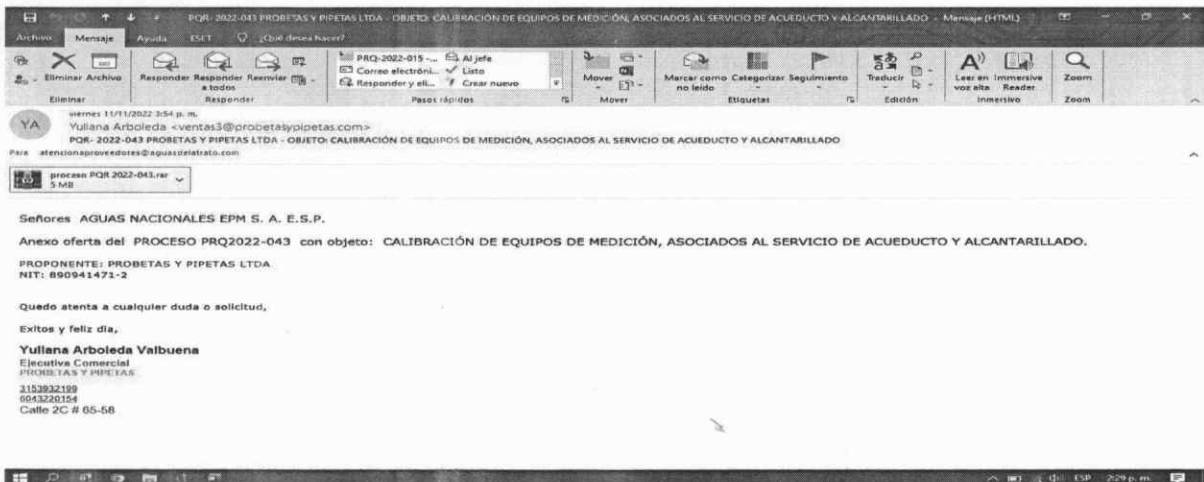 PQR- 2022-043 PROBETAS Y PIPETAS LTDA - OBJETO: CALIBRACIÓN DE EQUIPOS DE MEDICIÓN, ASOCIADOS AL SERVICIO DE ACUEDUCTO Y ALCANTARILLADO - Mensaje (HTML)
Archivo Mensaje Ayuda ESET ¿Qué desea hacer?
Eliminar Archivo
Responder Responder a todos Reenviar
PRQ-2022-015 -... Al jefe
Correo electróni... Listo
Responder y eli... Crear nuevo
Mover
Marcar como no leído Categorizar Seguimiento
Traducir
Leer en voz alta Immersive Reader
Zoom
Eliminar Responder Pasos rápidos Mover Etiquetas Edición Inmersivo Zoom
viernes 11/11/2022 3:54 p. m.
YA
Yuliana Arboleda <ventas3@probetasypipetas.com>
PQR- 2022-043 PROBETAS Y PIPETAS LTDA - OBJETO: CALIBRACIÓN DE EQUIPOS DE MEDICIÓN, ASOCIADOS AL SERVICIO DE ACUEDUCTO Y ALCANTARILLADO
Para atencionaproveedores@aguasdelatrato.com
proceso PQR 2022-043.rar
5 MB
Señores AGUAS NACIONALES EPM S. A. E.S.P.
Anexo oferta del PROCESO PRQ2022-043 con objeto: CALIBRACIÓN DE EQUIPOS DE MEDICIÓN, ASOCIADOS AL SERVICIO DE ACUEDUCTO Y ALCANTARILLADO.
PROPONENTE: PROBETAS Y PIPETAS LTDA
NIT: 890941471-2
Quedo atenta a cualquier duda o solicitud,
Exitos y feliz día,
Yuliana Arboleda Valbuena
Ejecutiva Comercial
PROBETAS Y PIPETAS
3153932199
6043220154
Calle 2C # 65-58
ESP 2:29 p. m.